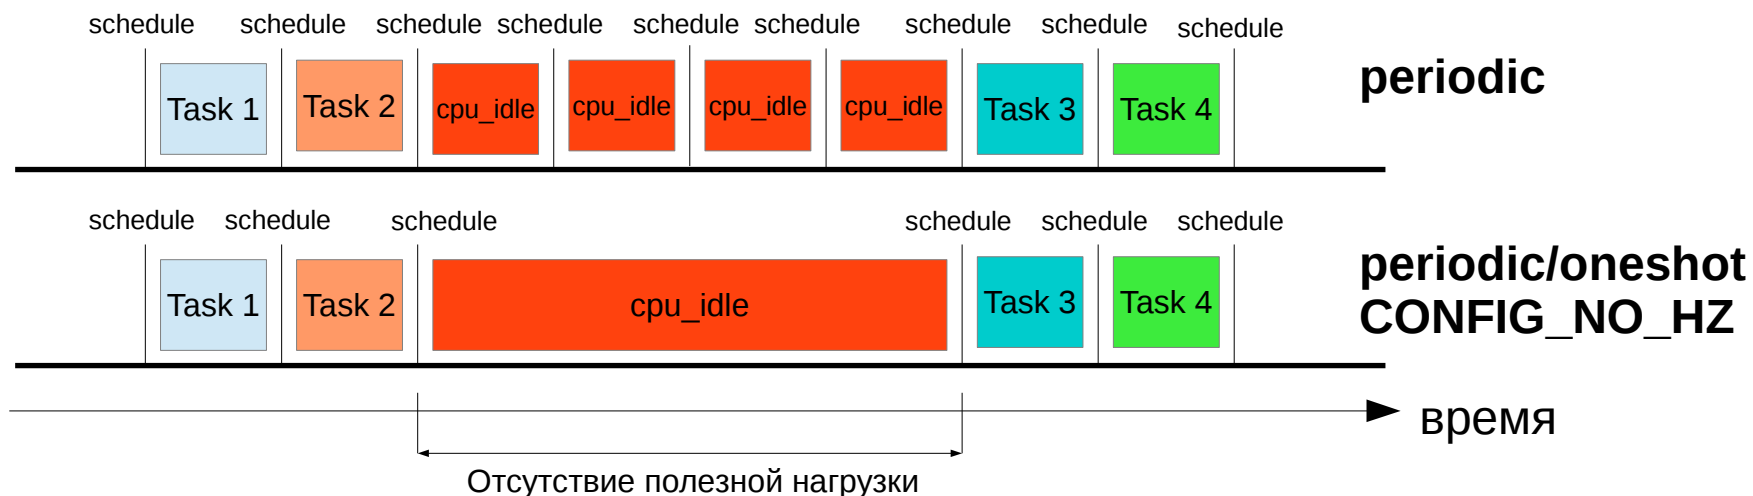 schedule schedule schedule schedule schedule schedule schedule schedule schedule
periodic
Task 1 Task 2 cpu_idle cpu_idle cpu_idle cpu_idle Task 3 Task 4
schedule schedule schedule schedule schedule schedule
periodic/oneshot
CONFIG_NO_HZ
Task 1 Task 2 cpu_idle Task 3 Task 4
время
Отсутствие полезной нагрузки